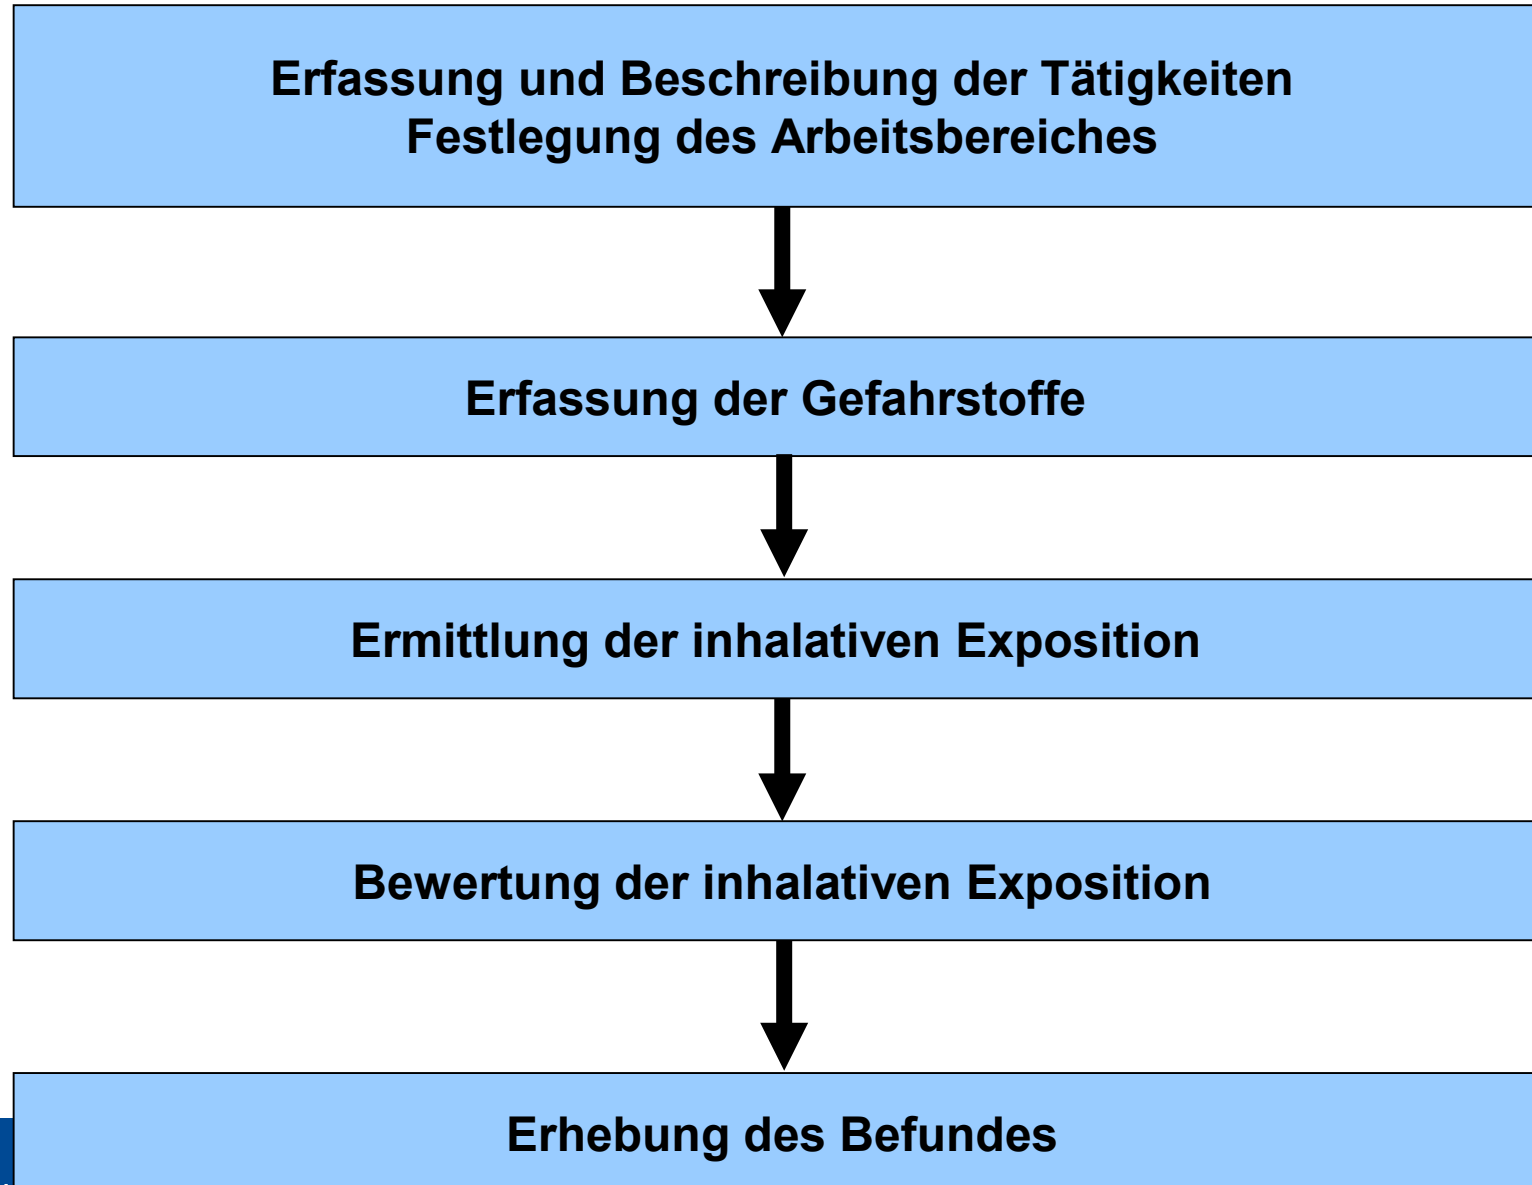 Erfassung und Beschreibung der Tätigkeiten
Festlegung des Arbeitsbereiches
Erfassung der Gefahrstoffe
Ermittlung der inhalativen Exposition
Bewertung der inhalativen Exposition
Erhebung des Befundes